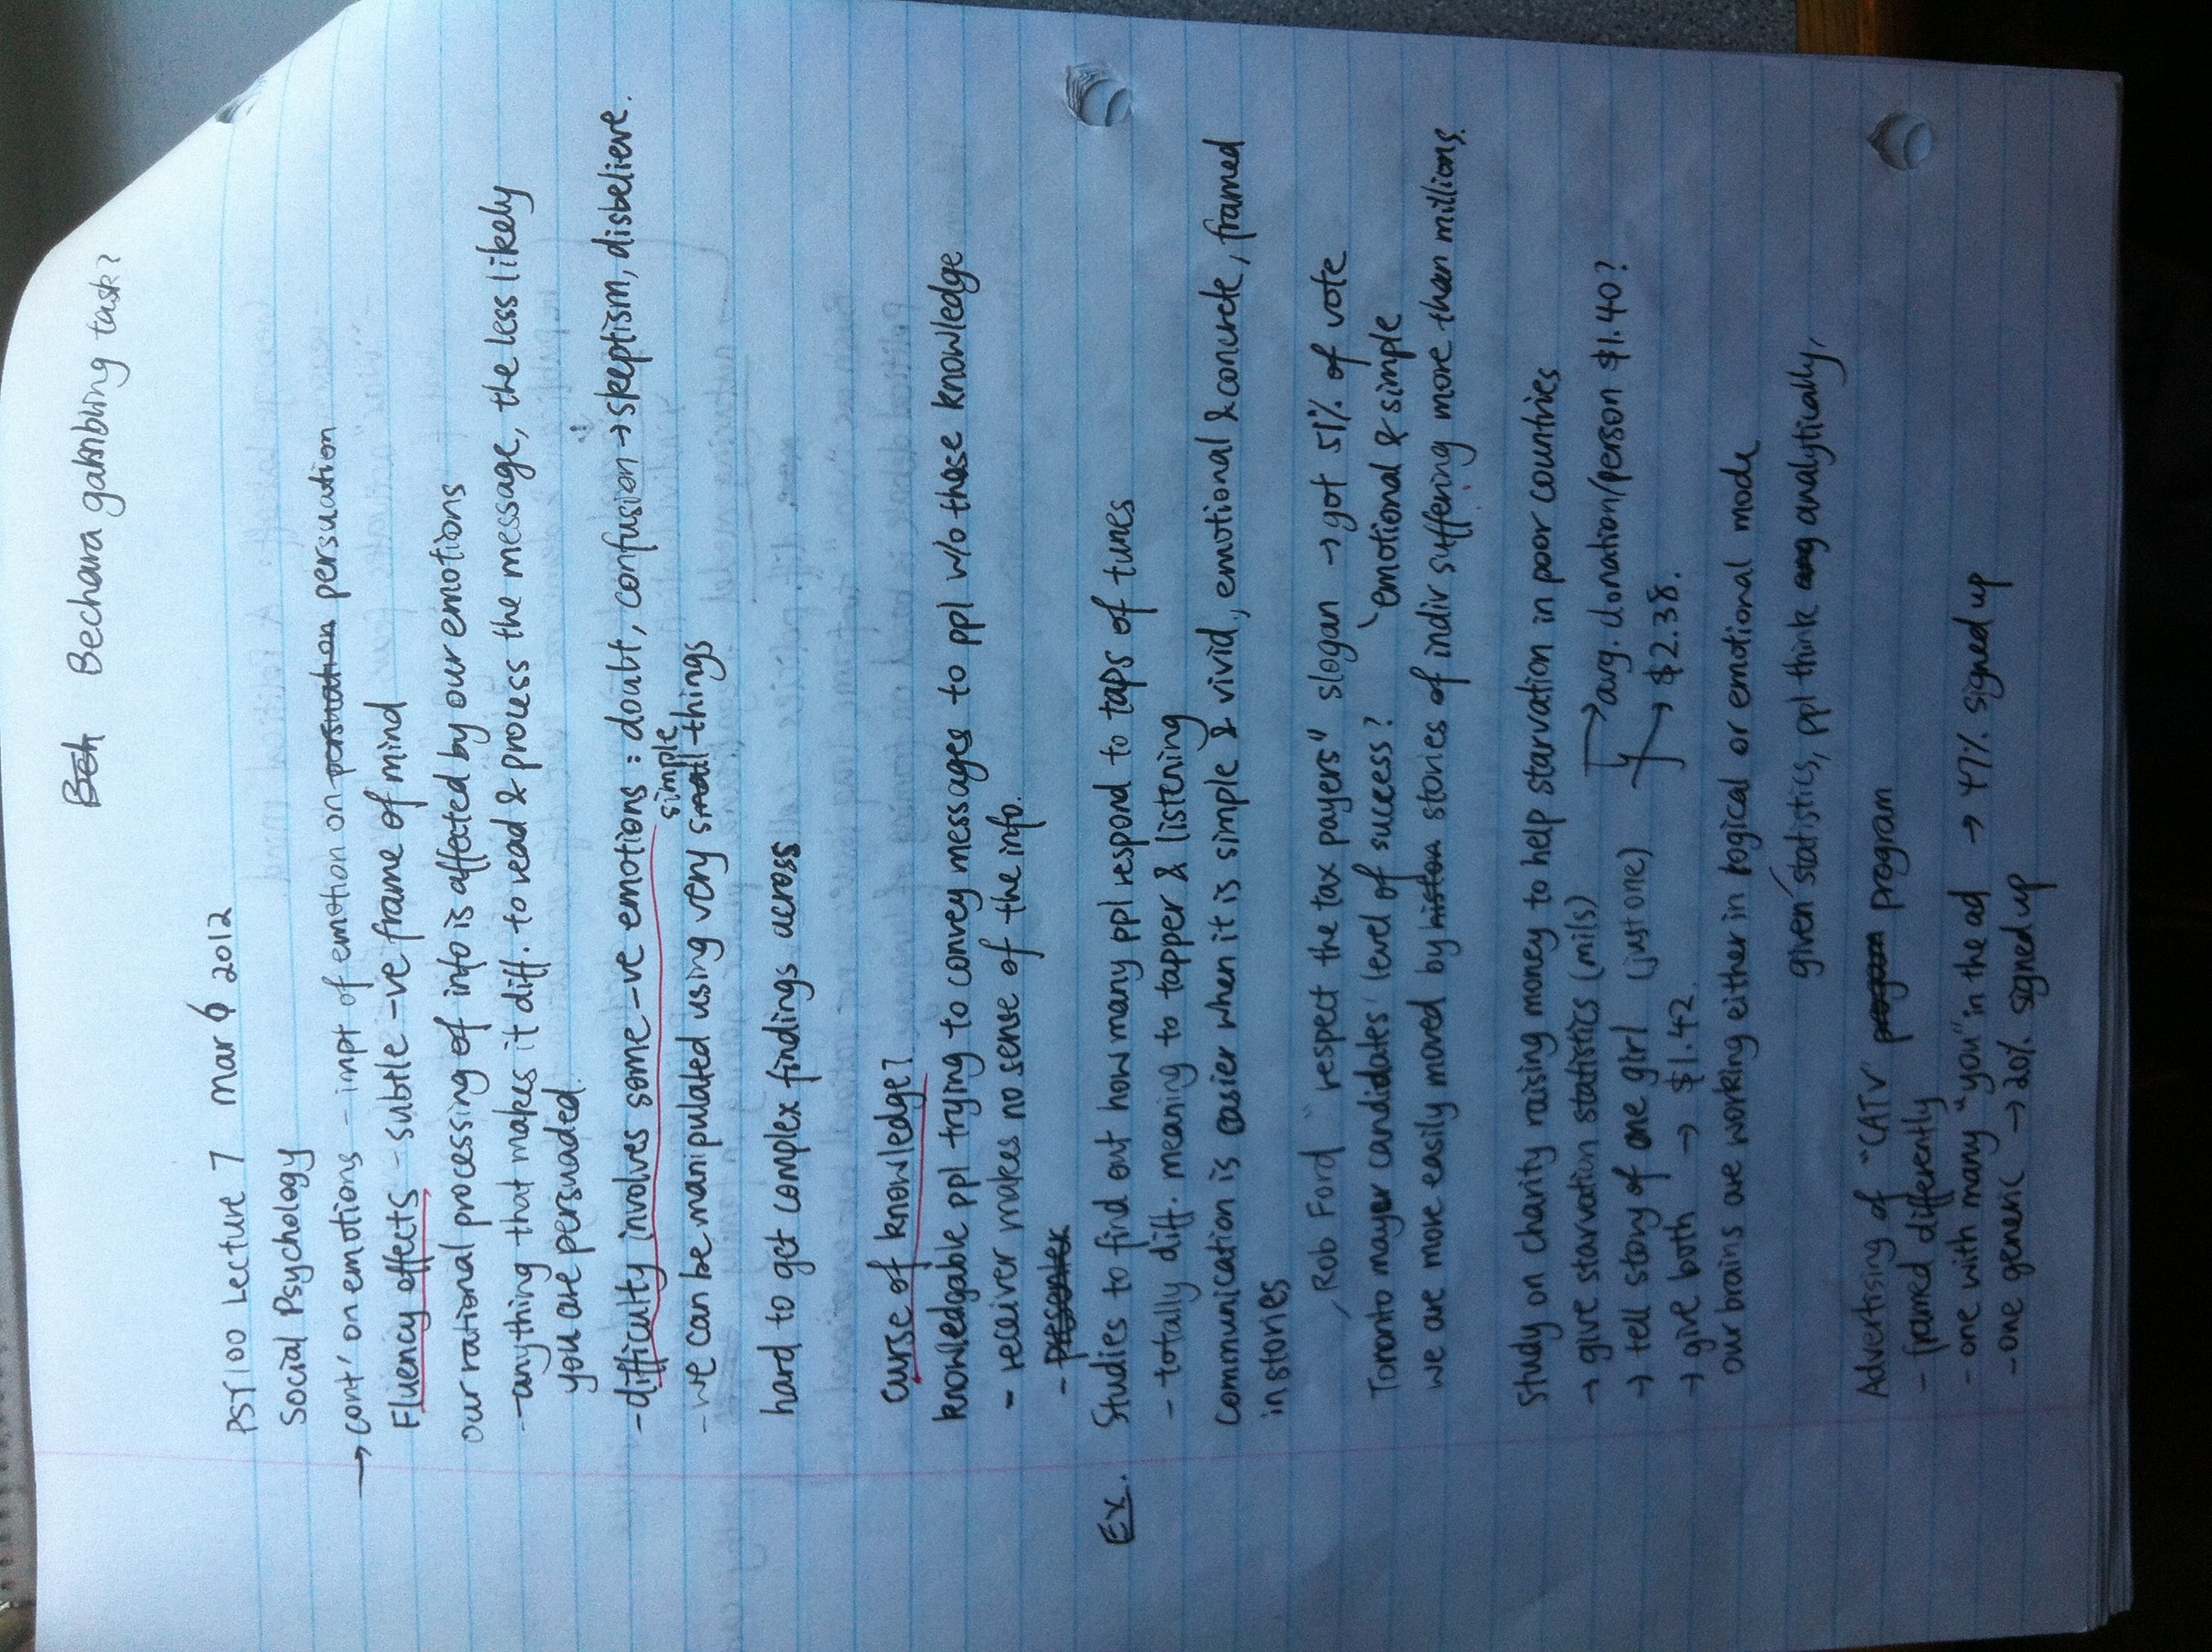 Bechara gakmbling task?
PSY100 Lecture 7 Mar 6 2012
Social Psychology
→ cont' on emotions - impt of emotion on persuation persuation
Fluency effects - subtle -ve frame of mind
our rational processing of info is affected by our emotions
- anything that makes it diff. to read & process the message, the less likely
you are persuaded.
- difficulty involves some -ve emotions : doubt, confusion → skeptism, disbelieve.
simple
- we can be manipulated using very small things
hard to get complex findings across
curse of knowledge?
knowledgable ppl trying to convey messages to ppl w/o these knowledge
- receiver makes no sense of the info.
-
Ex. Studies to find out how many ppl respond to taps of tunes
- totally diff. meaning to tapper & listening
Communication is easier when it is simple & vivid, emotional & concrete, framed
in stories
Rob Ford "respect the tax payers" slogan → got 51% of vote
Toronto mayor candidates' level of success? emotional & simple
we are more easily moved by stories of indiv suffering more than millions.
Study on charity raising money to help starvation in poor countries
→ give starvation statistics (mils) → avg. donation/person $1.40?
→ tell story of one girl (just one) → $2.38.
→ give both → $1.42.
our brains are working either in logical or emotional mode
given statistics, ppl think analytically,
Advertising of "CATV" program
- framed differently
- one with many "you" in the ad → 47% signed up
- one generic → 20% signed up